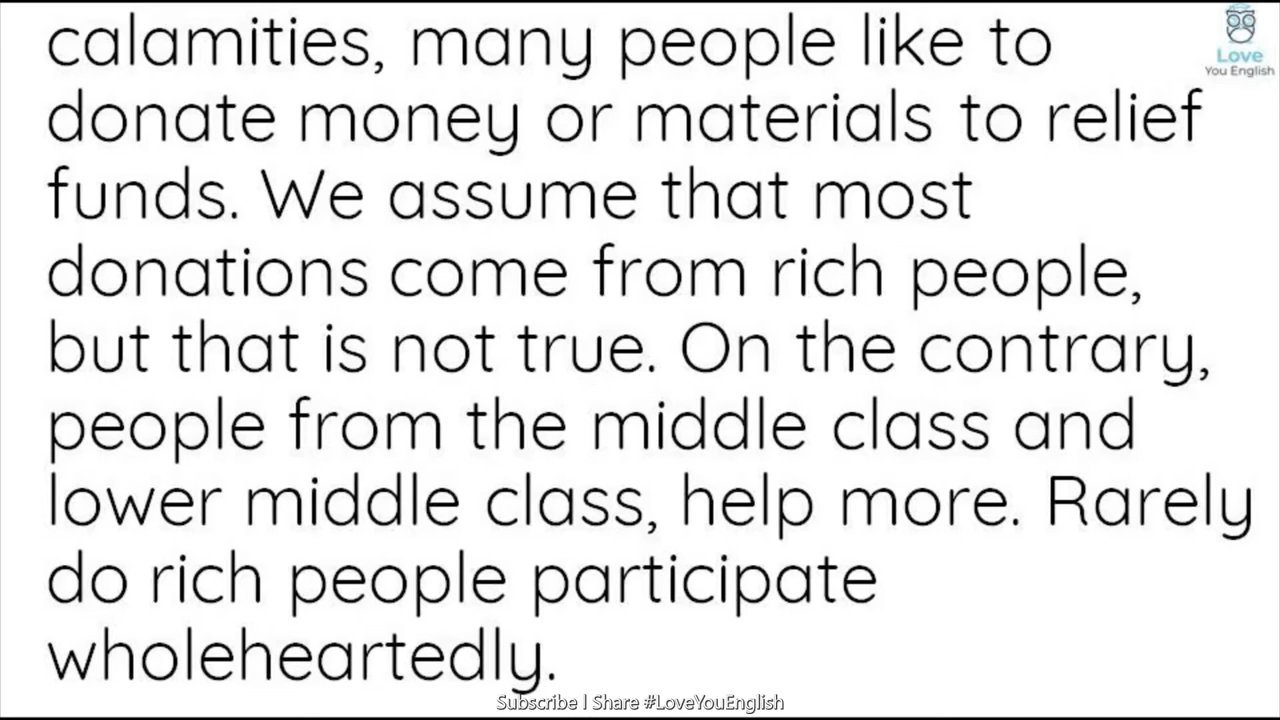 calamities, many people like to
donate money or materials to relief
funds. We assume that most
donations come from rich people,
but that is not true. On the contrary,
people from the middle class and
lower middle class, help more. Rarely
do rich people participate
wholeheartedly.
Love
You English
Subscribe | Share #LoveYouEnglish